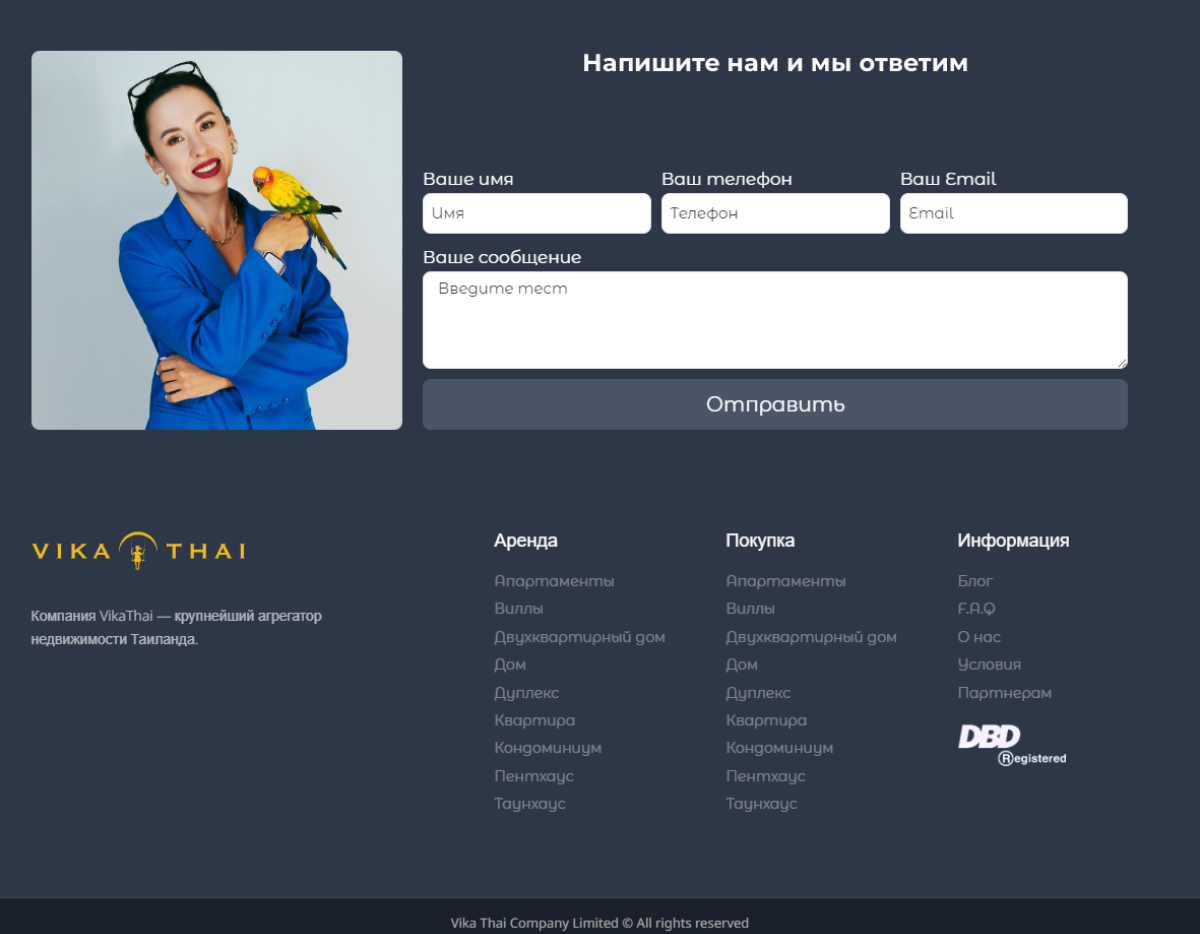 Напишите нам и мы ответим
Ваше имя
Ваш телефон
Ваш Email
Имя
Телефон
Email
Ваше сообщение
Введите тест
Отправить
VIKA THAI
Компания VikaThai — крупнейший агрегатор
недвижимости Таиланда.
Аренда
Апартаменты
Виллы
Двухквартирный дом
Дом
Дуплекс
Квартира
Кондоминиум
Пентхаус
Таунхаус
Покупка
Апартаменты
Виллы
Двухквартирный дом
Дом
Дуплекс
Квартира
Кондоминиум
Пентхаус
Таунхаус
Информация
Блог
F.A.Q
О нас
Условия
Партнерам
DBD
Registered
Vika Thai Company Limited © All rights reserved